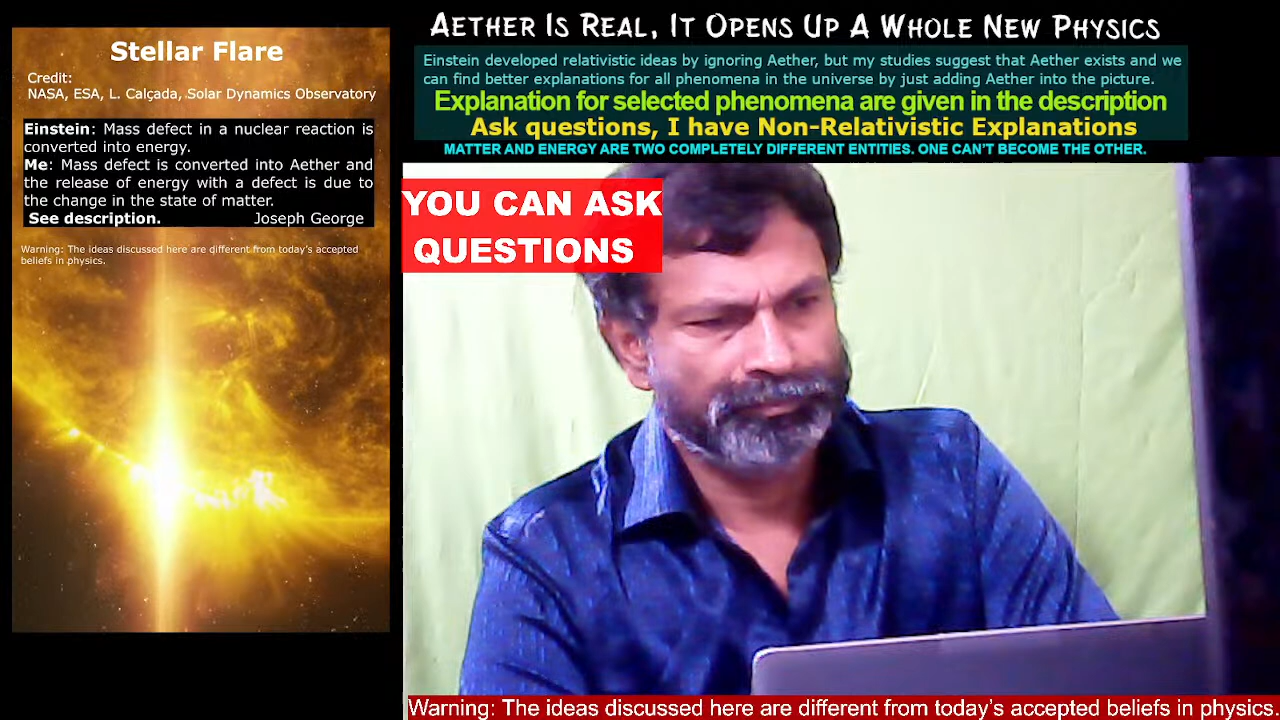 Stellar Flare
Credit:
NASA, ESA, L. Calçada, Solar Dynamics Observatory
Einstein: Mass defect in a nuclear reaction is
converted into energy.
Me: Mass defect is converted into Aether and
the release of energy with a defect is due to
the change in the state of matter.
See description. Joseph George
Warning: The ideas discussed here are different from today's accepted
beliefs in physics.
Aether Is Real, It Opens Up A Whole New Physics
Einstein developed relativistic ideas by ignoring Aether, but my studies suggest that Aether exists and we
can find better explanations for all phenomena in the universe by just adding Aether into the picture.
Explanation for selected phenomena are given in the description
Ask questions, I have Non-Relativistic Explanations
MATTER AND ENERGY ARE TWO COMPLETELY DIFFERENT ENTITIES. ONE CAN'T BECOME THE OTHER.
YOU CAN ASK
QUESTIONS
Warning: The ideas discussed here are different from today's accepted beliefs in physics.